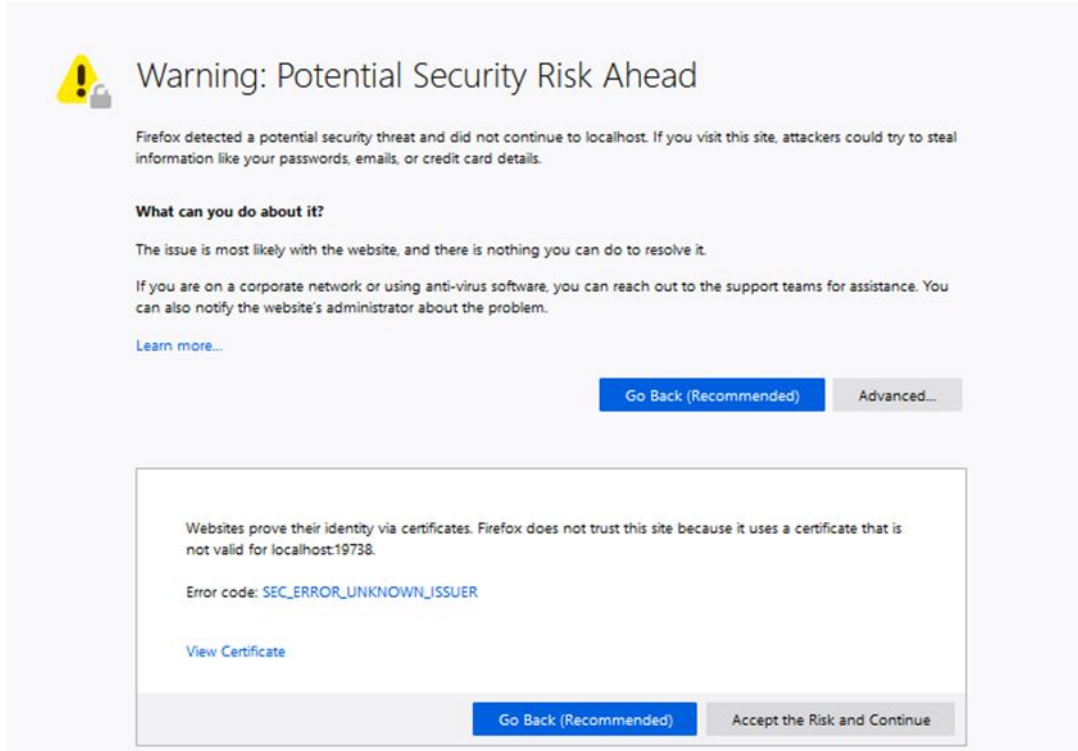 Warning: Potential Security Risk Ahead
Firefox detected a potential security threat and did not continue to localhost. If you visit this site, attackers could try to steal
information like your passwords, emails, or credit card details.
What can you do about it?
The issue is most likely with the website, and there is nothing you can do to resolve it.
If you are on a corporate network or using anti-virus software, you can reach out to the support teams for assistance. You
can also notify the website's administrator about the problem.
Learn more...
Go Back (Recommended)
Advanced...
Websites prove their identity via certificates. Firefox does not trust this site because it uses a certificate that is
not valid for localhost:19738.
Error code: SEC_ERROR_UNKNOWN_ISSUER
View Certificate
Go Back (Recommended)
Accept the Risk and Continue